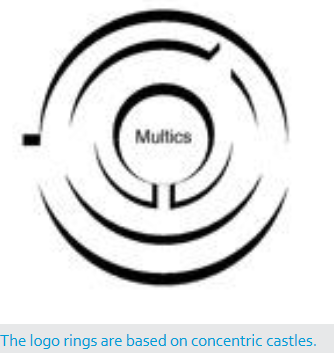 Multics
The logo rings are based on concentric castles.